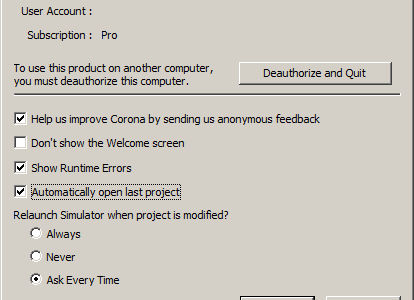 User Account :
Subscription : Pro
To use this product on another computer,
you must deauthorize this computer.
Deauthorize and Quit
Help us improve Corona by sending us anonymous feedback
Don't show the Welcome screen
Show Runtime Errors
Automatically open last project
Relaunch Simulator when project is modified?
Always
Never
Ask Every Time